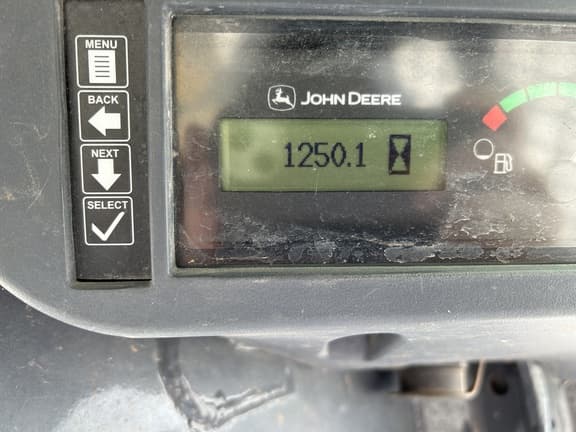 MENU
BACK
NEXT
SELECT
JOHN DEERE
1250.1